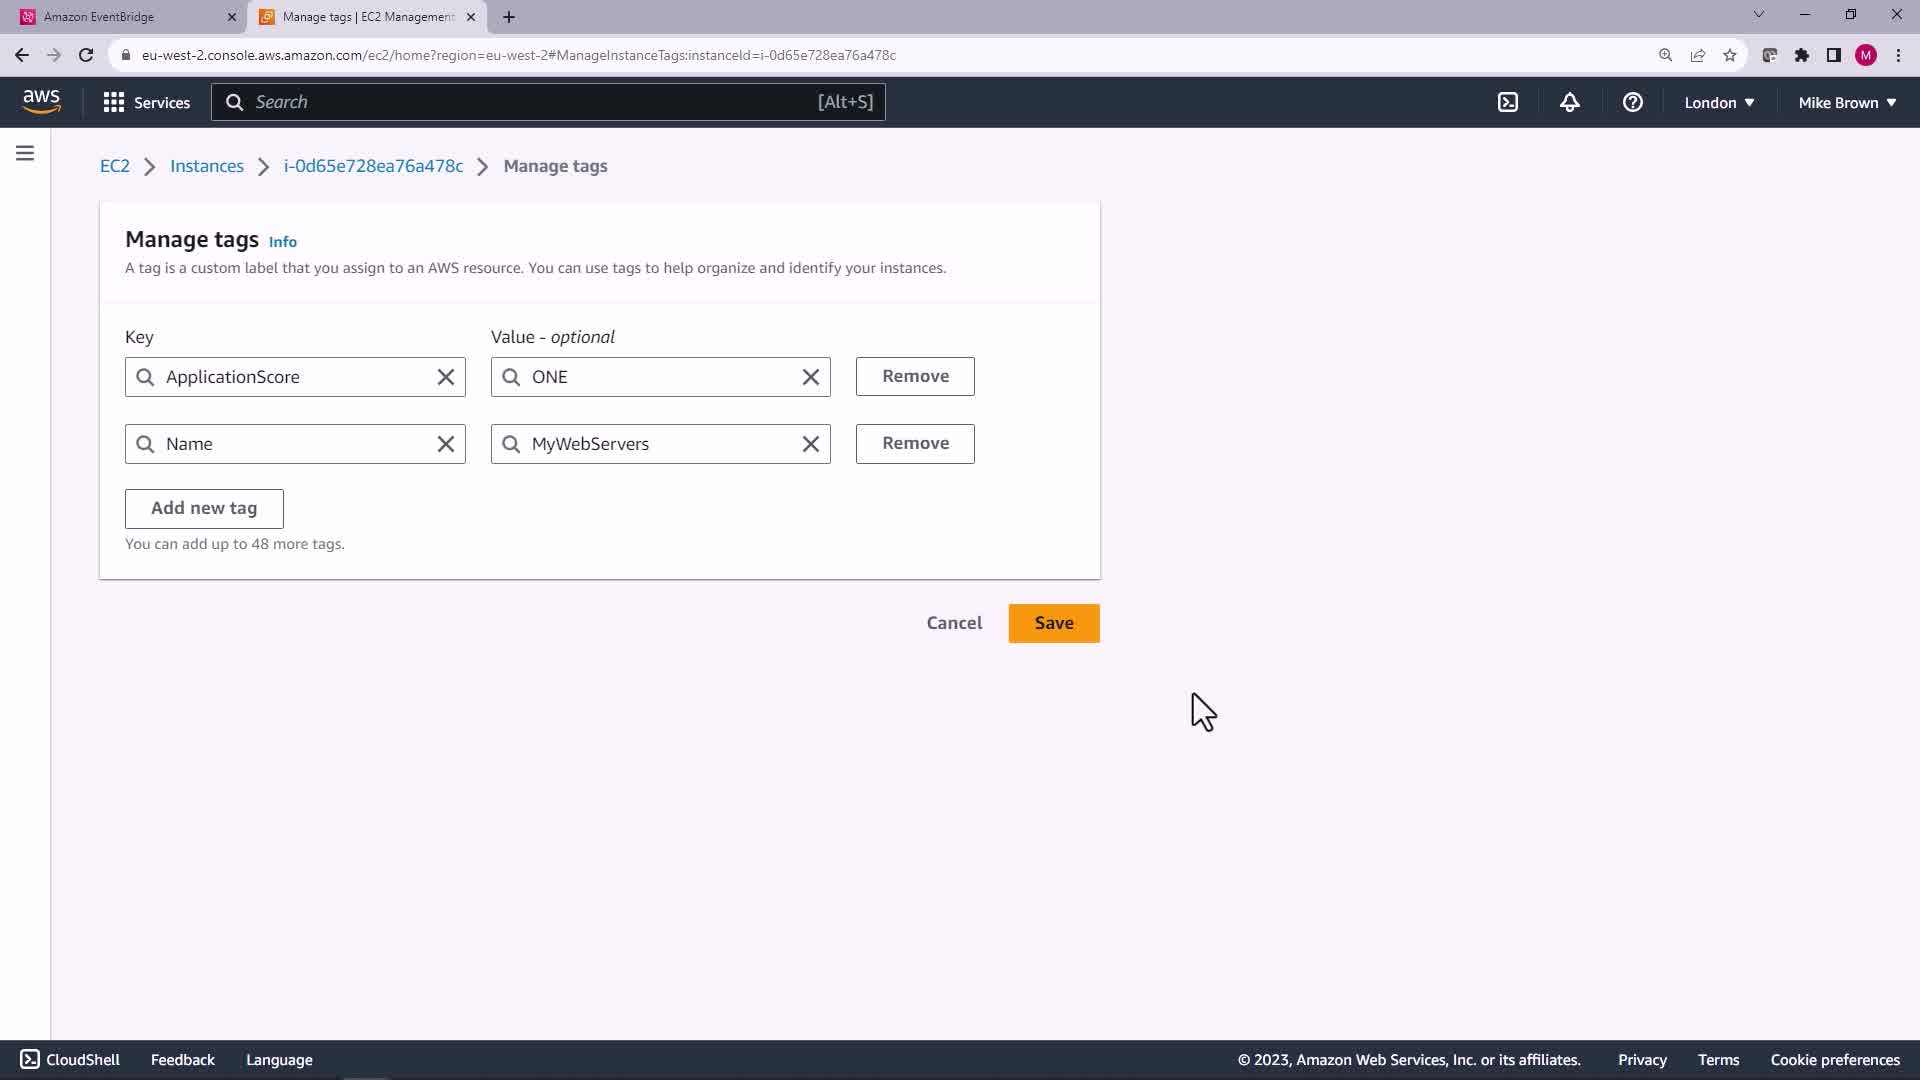 Amazon EventBridge
Manage tags | EC2 Management
eu-west-2.console.aws.amazon.com/ec2/home?region=eu-west-2#ManageInstanceTags:instanceId=i-0d65e728ea76a478c
M
aws
Services
Search
[Alt+S]
London
Mike Brown
EC2
Instances
i-0d65e728ea76a478c
Manage tags
Manage tags Info
A tag is a custom label that you assign to an AWS resource. You can use tags to help organize and identify your instances.
Key
Value - optional
ApplicationScore
ONE
Remove
Name
MyWebServers
Remove
Add new tag
You can add up to 48 more tags.
Cancel
Save
CloudShell
Feedback
Language
© 2023, Amazon Web Services, Inc. or its affiliates.
Privacy
Terms
Cookie preferences